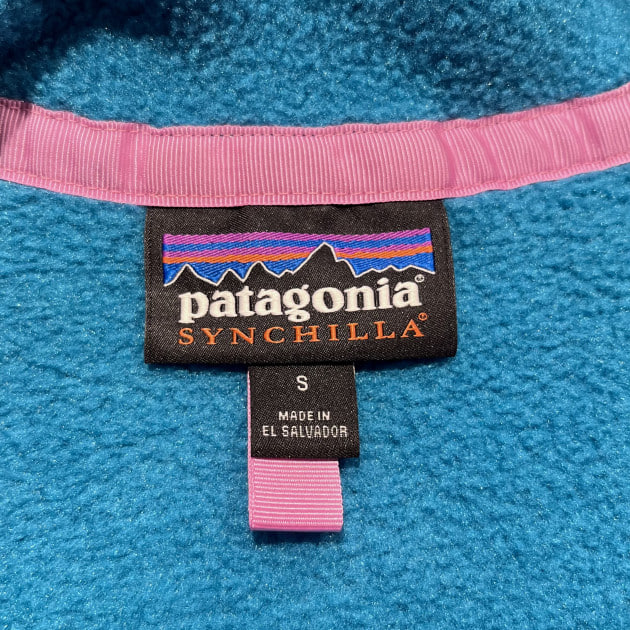 patagonia®
SYNCHILLA®
S
MADE IN
EL SALVADOR